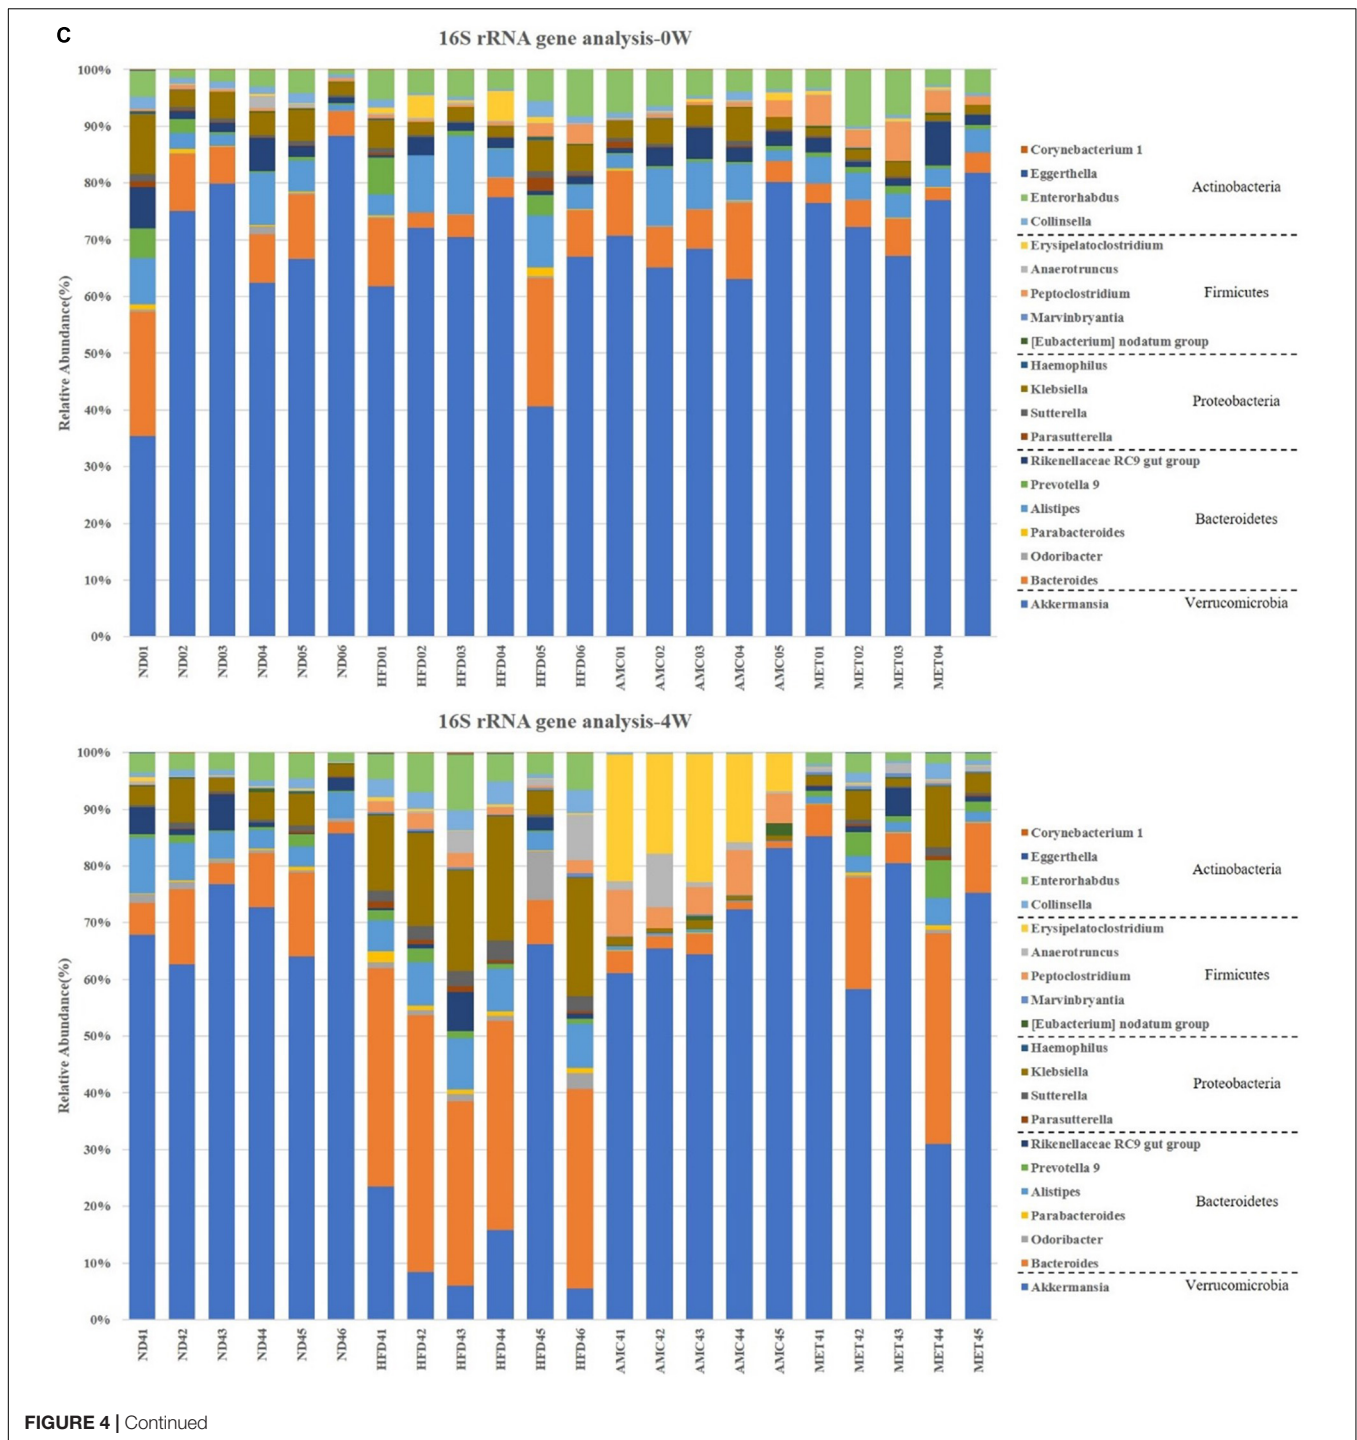 C
16S rRNA gene analysis-0W
100%
90%
80%
70%
60%
50%
40%
30%
20%
10%
0%
Relative Abundance(%)
ND01 ND02 ND03 ND04 ND05 ND06 HFD01 HFD02 HFD03 HFD04 HFD05 HFD06 AMC01 AMC02 AMC03 AMC04 AMC05 MET01 MET02 MET03 MET04
Corynebacterium 1
Eggerthella
Enterorhabdus
Collinsella
Actinobacteria
Erysipelatoclostridium
Anaerotruncus
Peptoclostridium
Marvinbryantia
[Eubacterium] nodatum group
Firmicutes
Haemophilus
Klebsiella
Sutterella
Parasutterella
Proteobacteria
Rikenellaceae RC9 gut group
Prevotella 9
Alistipes
Parabacteroides
Odoribacter
Bacteroides
Bacteroidetes
Akkermansia
Verrucomicrobia
16S rRNA gene analysis-4W
100%
90%
80%
70%
60%
50%
40%
30%
20%
10%
0%
Relative Abundance(%)
ND41 ND42 ND43 ND44 ND45 ND46 HFD41 HFD42 HFD43 HFD44 HFD45 HFD46 AMC41 AMC42 AMC43 AMC44 AMC45 MET41 MET42 MET43 MET44 MET45
Corynebacterium 1
Eggerthella
Enterorhabdus
Collinsella
Actinobacteria
Erysipelatoclostridium
Anaerotruncus
Peptoclostridium
Marvinbryantia
[Eubacterium] nodatum group
Firmicutes
Haemophilus
Klebsiella
Sutterella
Parasutterella
Proteobacteria
Rikenellaceae RC9 gut group
Prevotella 9
Alistipes
Parabacteroides
Odoribacter
Bacteroides
Bacteroidetes
Akkermansia
Verrucomicrobia
FIGURE 4 | Continued